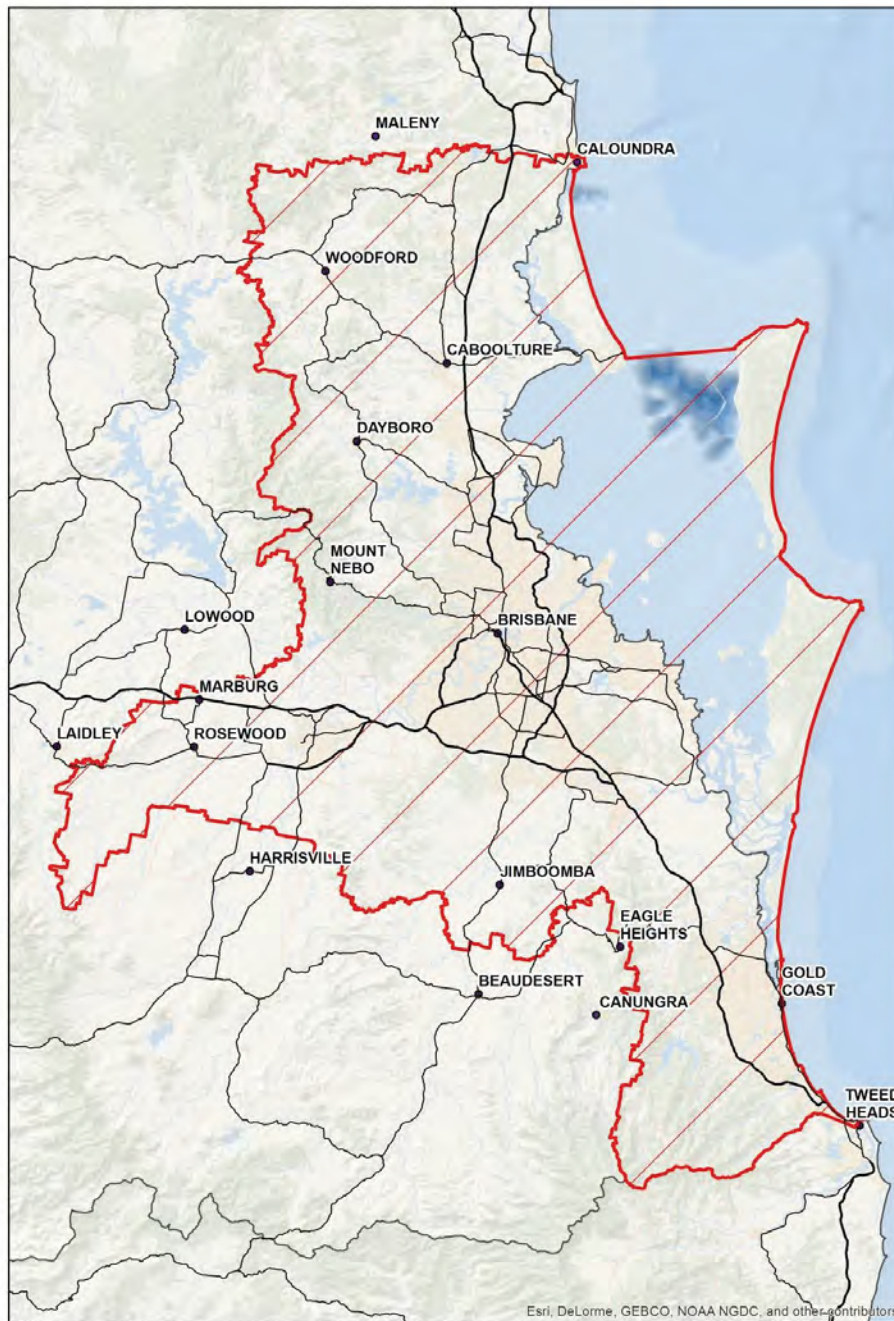 MALENY
CALOUNDRA
WOODFORD
CABOOLTURE
DAYBORO
MOUNT
NEBO
LOWOOD
BRISBANE
MARBURG
LAIDLEY
ROSEWOOD
HARRISVILLE
JIMBOOMBA
EAGLE
HEIGHTS
BEAUDESERT
GOLD
COAST
CANUNGRA
TWEED
HEADS
Esri, DeLorme, GEBCO, NOAA NGDC, and other contributors